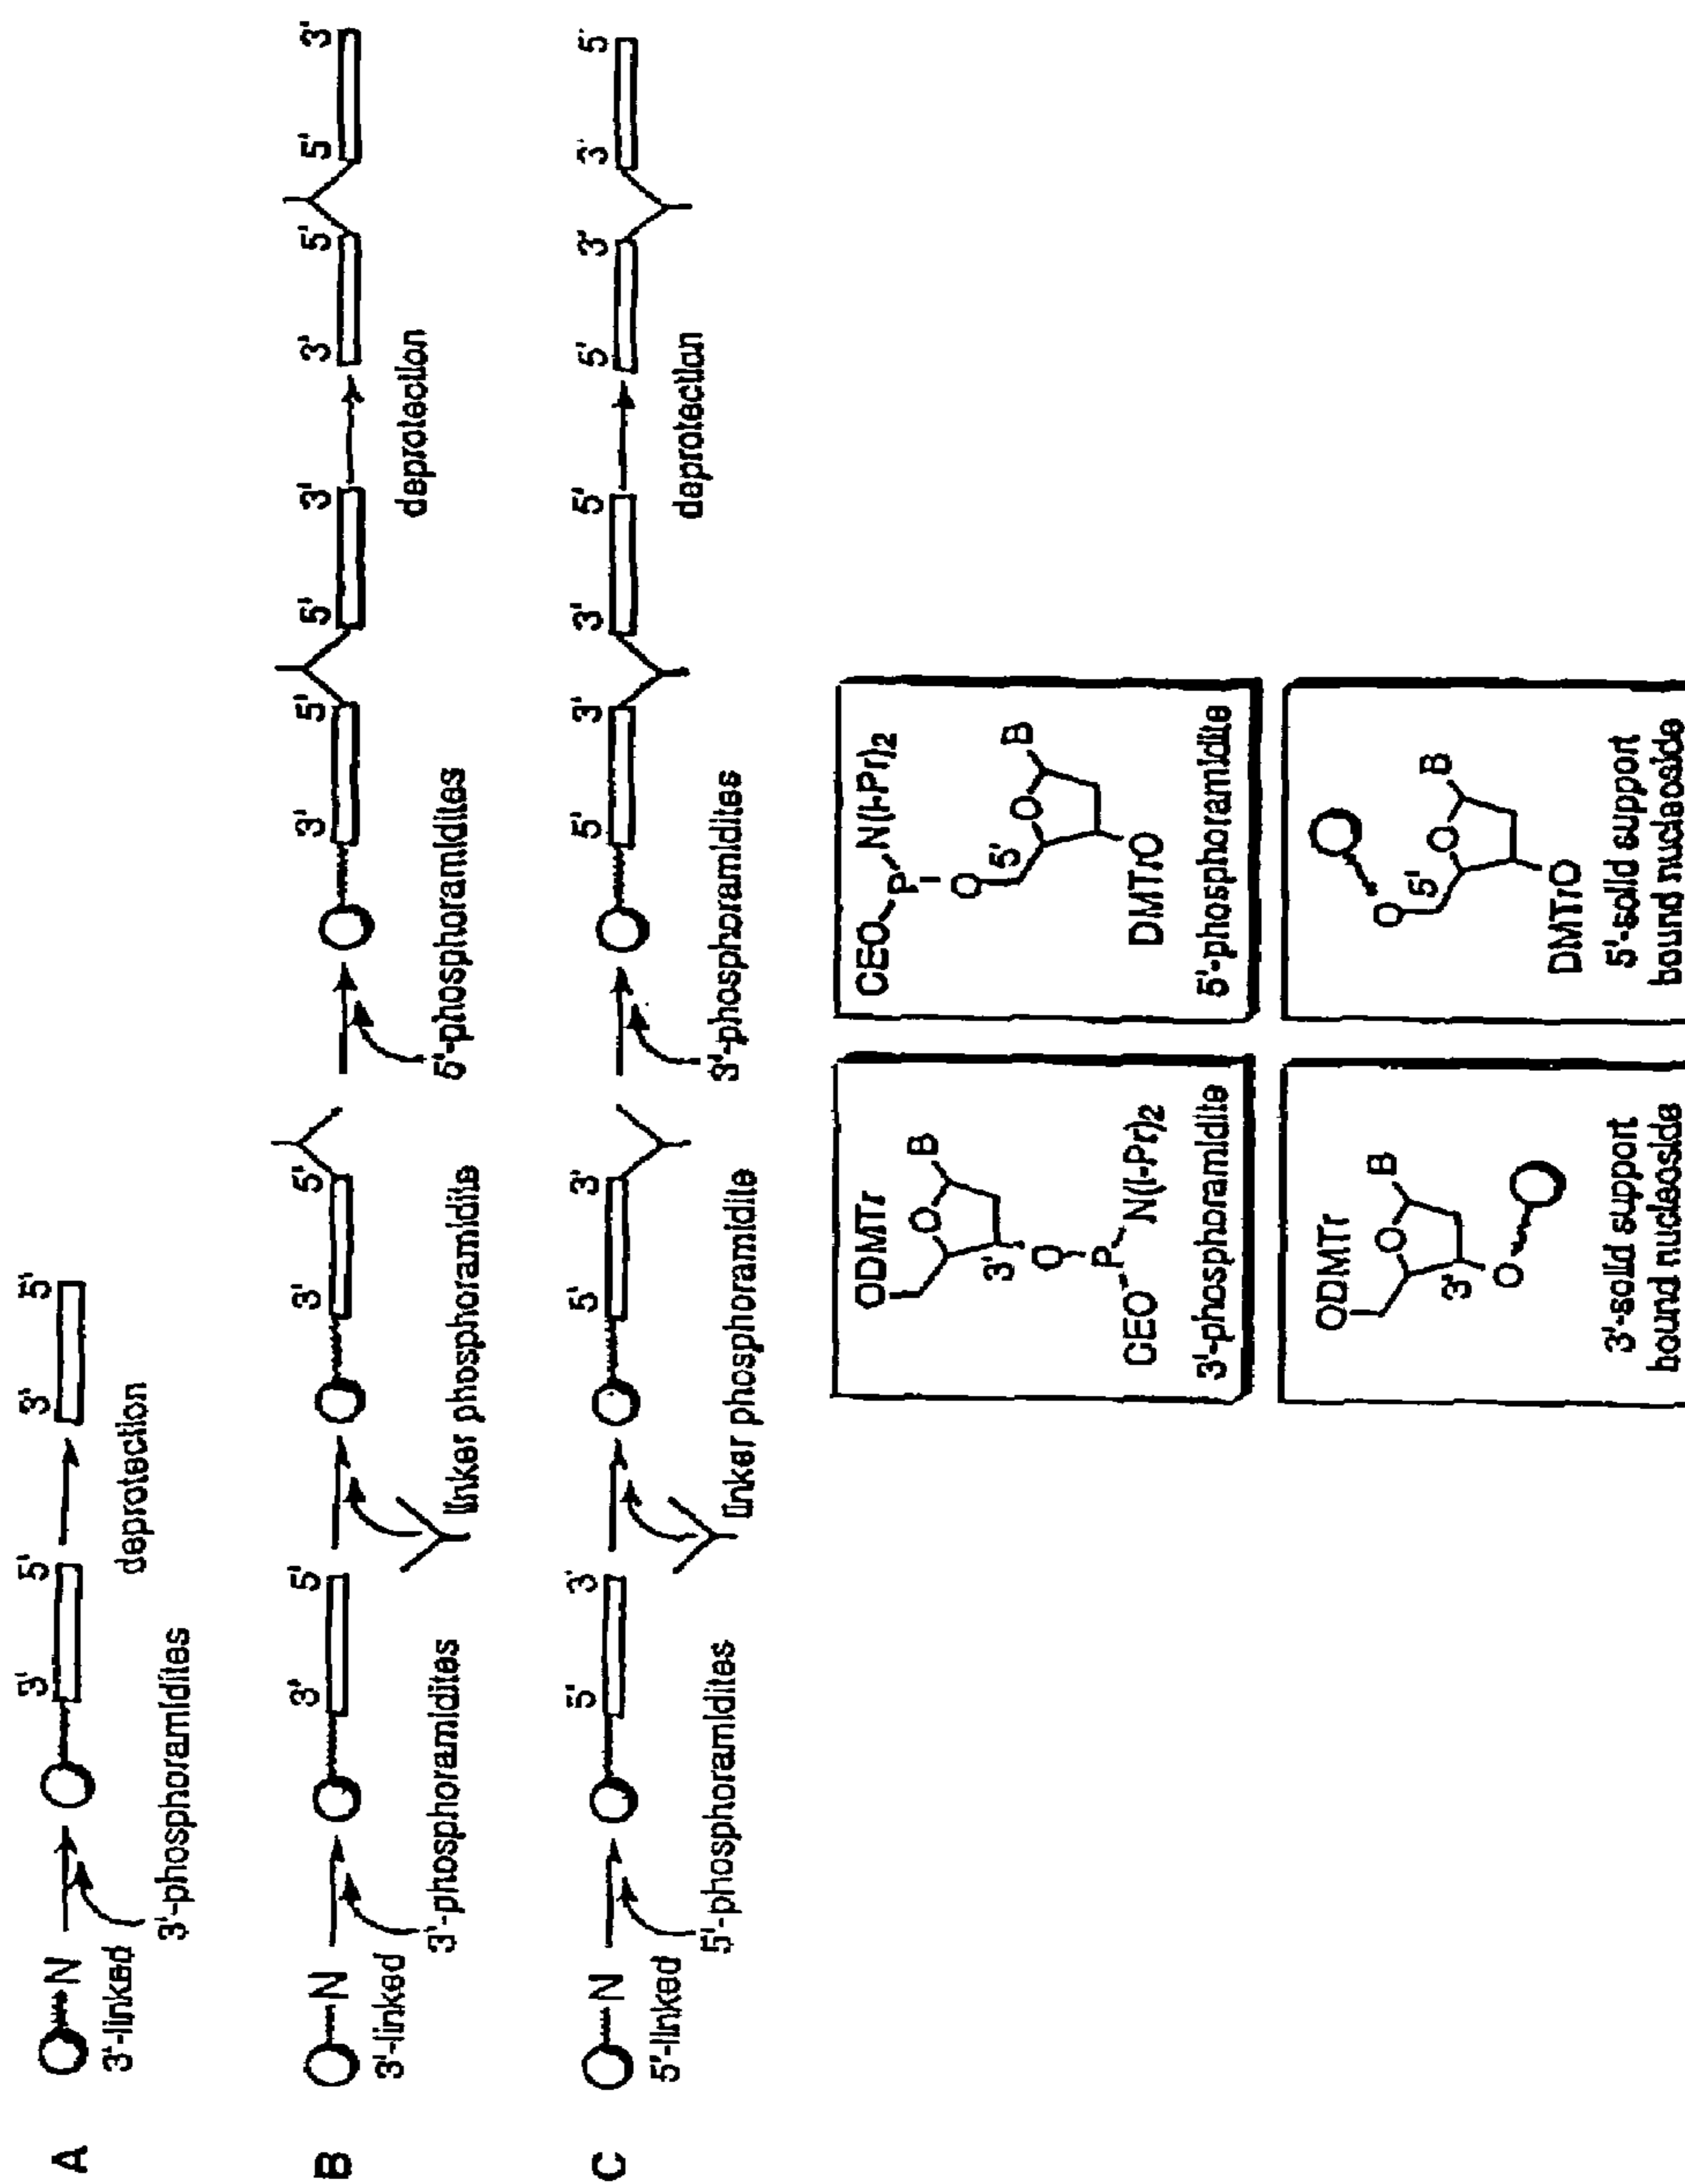 A
N
3'-linked
3'-phosphoramidites
3' 5'
deprotection
3' 5'
B
N
3'-linked
3'-phosphoramidites
3' 5'
linker phosphoramidite
3' 5'
5'-phosphoramidites
3' 5' 5' 3'
deprotection
3' 5' 5' 3'
C
N
5'-linked
5'-phosphoramidites
5' 3'
linker phosphoramidite
5' 3'
3'-phosphoramidites
5' 3' 3' 5'
deprotection
5' 3' 3' 5'
ODMTr
O B
3'
O
P
CEO N(i-Pr)2
3'-phosphoramidite
CEO P N(i-Pr)2
O
5'
O B
DMTrO
5'-phosphoramidite
ODMTr
O B
3'
O
3'-solid support
bound nucleoside
O
5'
O B
DMTrO
5'-solid support
bound nucleoside